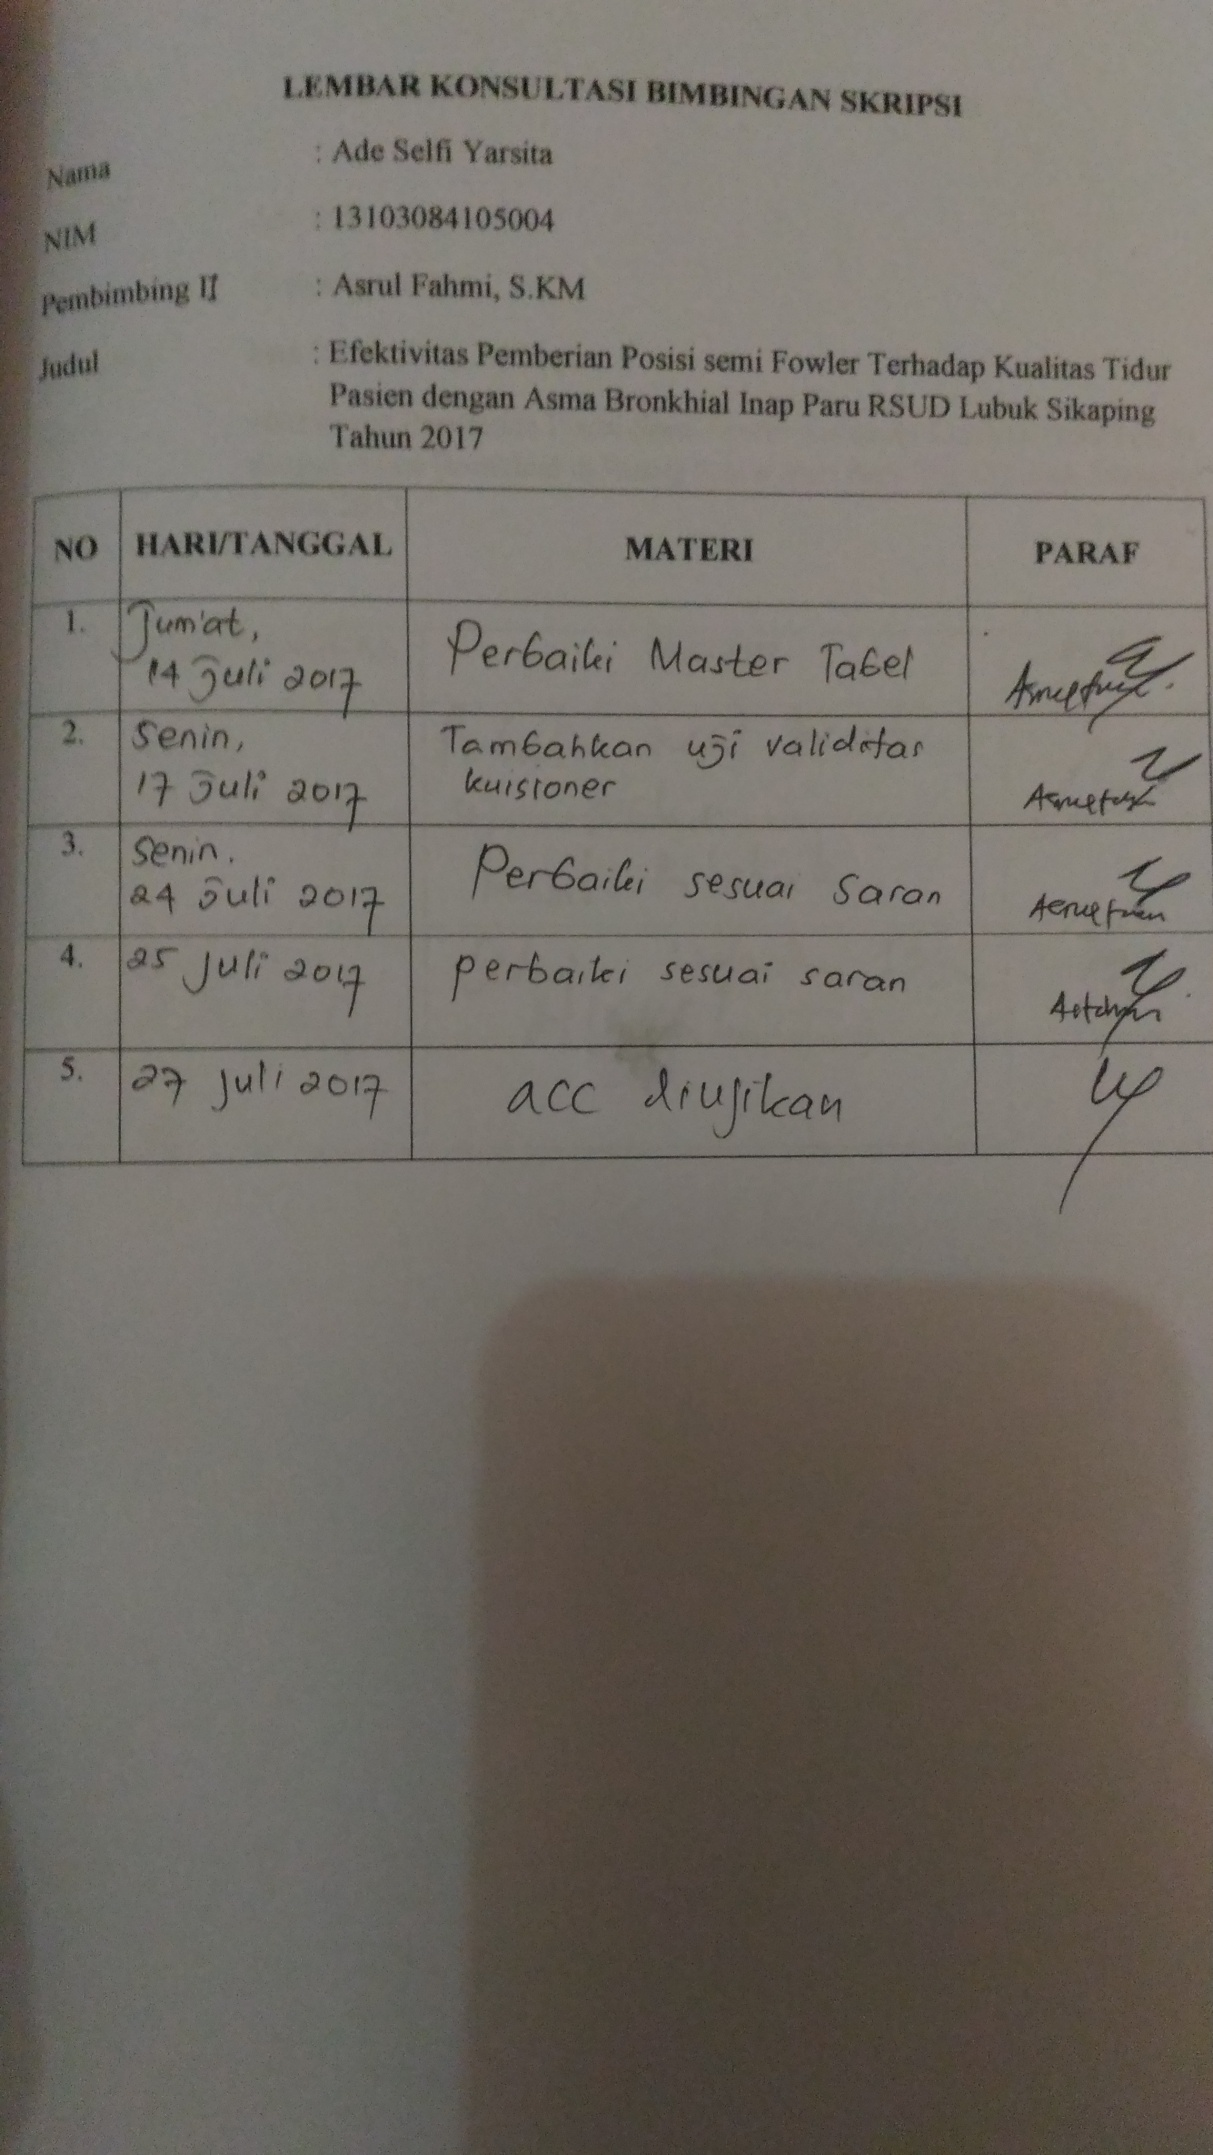 LEMBAR KONSULTASI BIMBINGAN SKRIPSI
Nama : Ade Selfi Yarsita
NIM : 13103084105004
Pembimbing II : Asrul Fahmi, S.KM
Judul : Efektivitas Pemberian Posisi semi Fowler Terhadap Kualitas Tidur
Pasien dengan Asma Bronkhial Inap Paru RSUD Lubuk Sikaping
Tahun 2017
NO HARI/TANGGAL MATERI PARAF
1. Jum'at,
14 Juli 2017 Perbaiki Master Tabel
2. Senin, Tambahkan uji validitas
17 Juli 2017 kuisioner
3. Senin.
24 Juli 2017 Perbaiki sesuai saran
4. 25 Juli 2017 perbaiki sesuai saran
5. 27 Juli 2017 acc diujikan